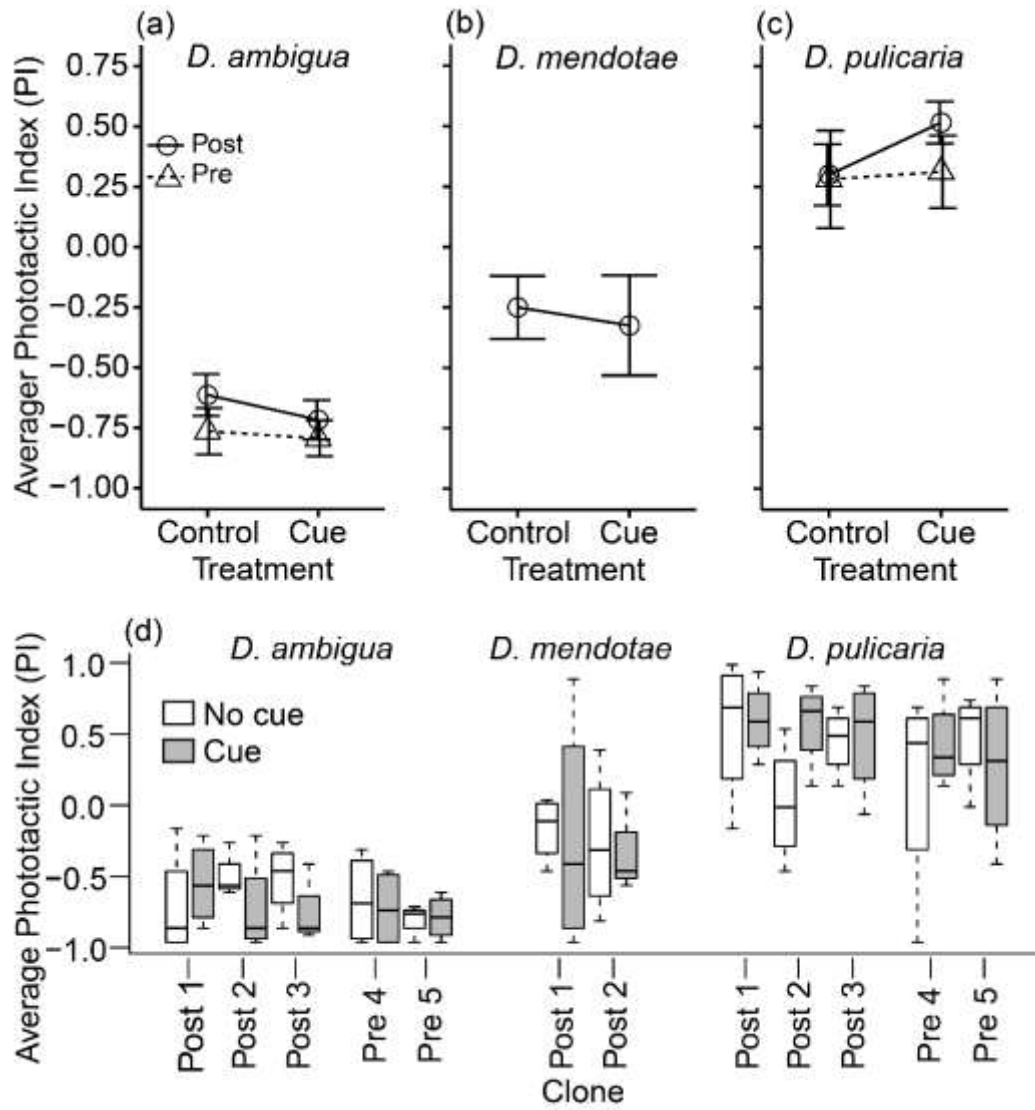 (a)
D. ambigua
(b)
D. mendotae
(c)
D. pulicaria
Averager Phototactic Index (PI)
0.75
0.50
0.25
0.00
−0.25
−0.50
−0.75
−1.00
Post
Pre
Control Cue
Treatment
Control Cue
Treatment
Control Cue
Treatment
(d)
D. ambigua
D. mendotae
D. pulicaria
Average Phototactic Index (PI)
1.0
0.5
0.0
−0.5
−1.0
No cue
Cue
Post 1
Post 2
Post 3
Pre 4
Pre 5
Post 1
Post 2
Post 1
Post 2
Post 3
Pre 4
Pre 5
Clone